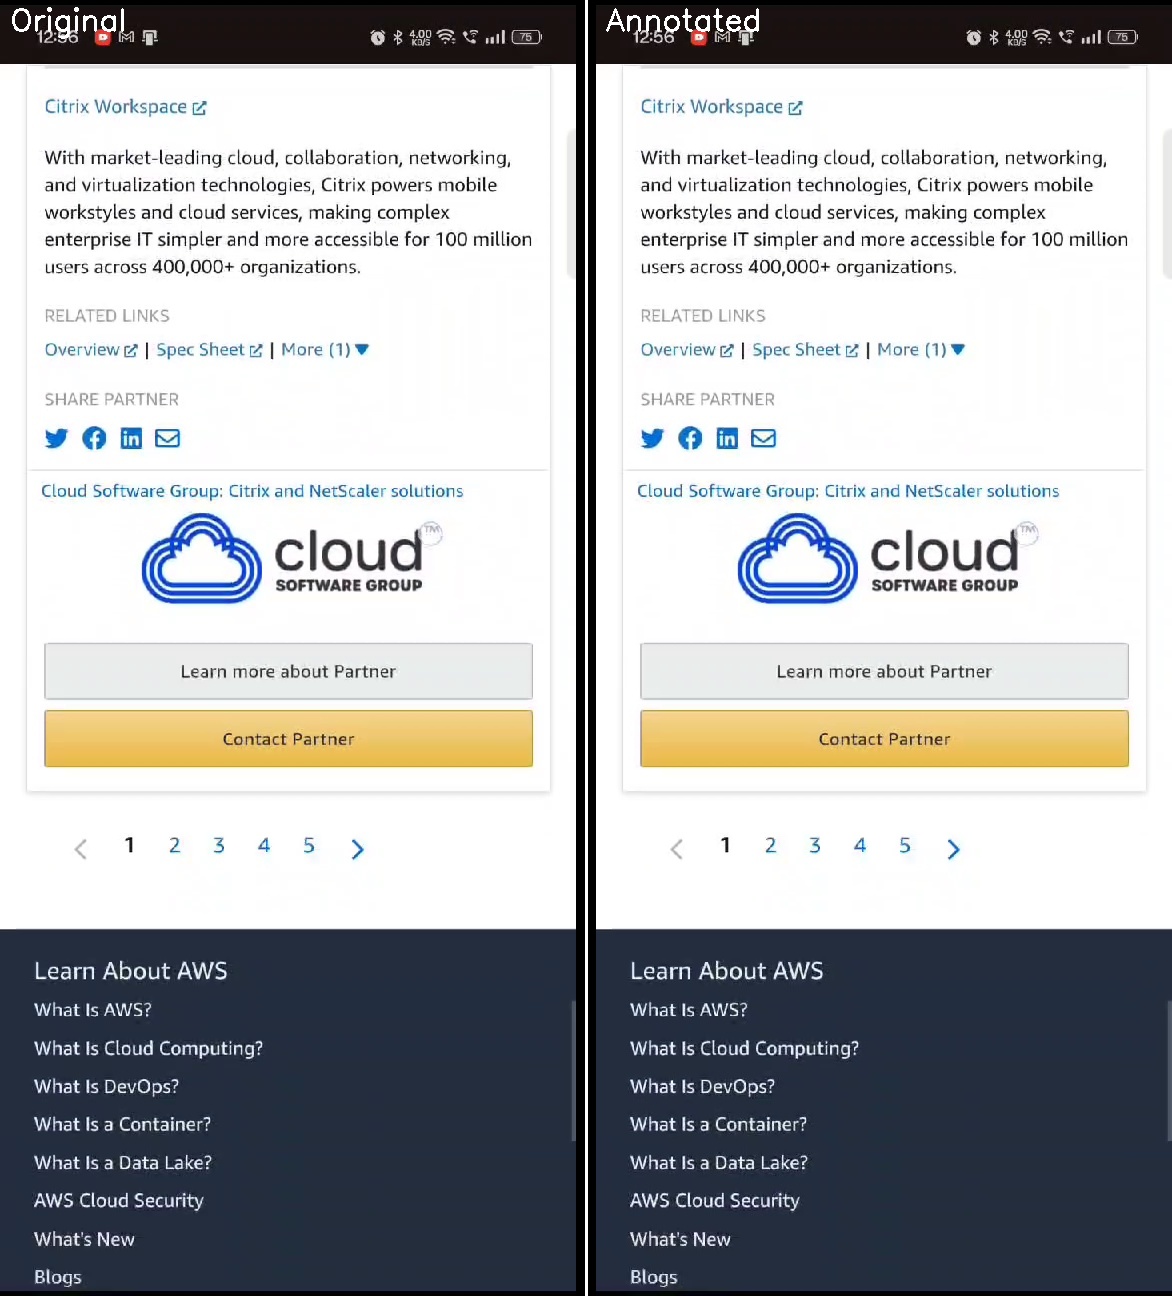 Original
12:56 4.00 KB/S 75
Citrix Workspace
With market-leading cloud, collaboration, networking,
and virtualization technologies, Citrix powers mobile
workstyles and cloud services, making complex
enterprise IT simpler and more accessible for 100 million
users across 400,000+ organizations.
RELATED LINKS
Overview | Spec Sheet | More (1) ▼
SHARE PARTNER
Cloud Software Group: Citrix and NetScaler solutions
cloud TM
SOFTWARE GROUP
Learn more about Partner
Contact Partner
1 2 3 4 5
Learn About AWS
What Is AWS?
What Is Cloud Computing?
What Is DevOps?
What Is a Container?
What Is a Data Lake?
AWS Cloud Security
What's New
Blogs
Annotated
12:56 4.00 KB/S 75
Citrix Workspace
With market-leading cloud, collaboration, networking,
and virtualization technologies, Citrix powers mobile
workstyles and cloud services, making complex
enterprise IT simpler and more accessible for 100 million
users across 400,000+ organizations.
RELATED LINKS
Overview | Spec Sheet | More (1) ▼
SHARE PARTNER
Cloud Software Group: Citrix and NetScaler solutions
cloud TM
SOFTWARE GROUP
Learn more about Partner
Contact Partner
1 2 3 4 5
Learn About AWS
What Is AWS?
What Is Cloud Computing?
What Is DevOps?
What Is a Container?
What Is a Data Lake?
AWS Cloud Security
What's New
Blogs